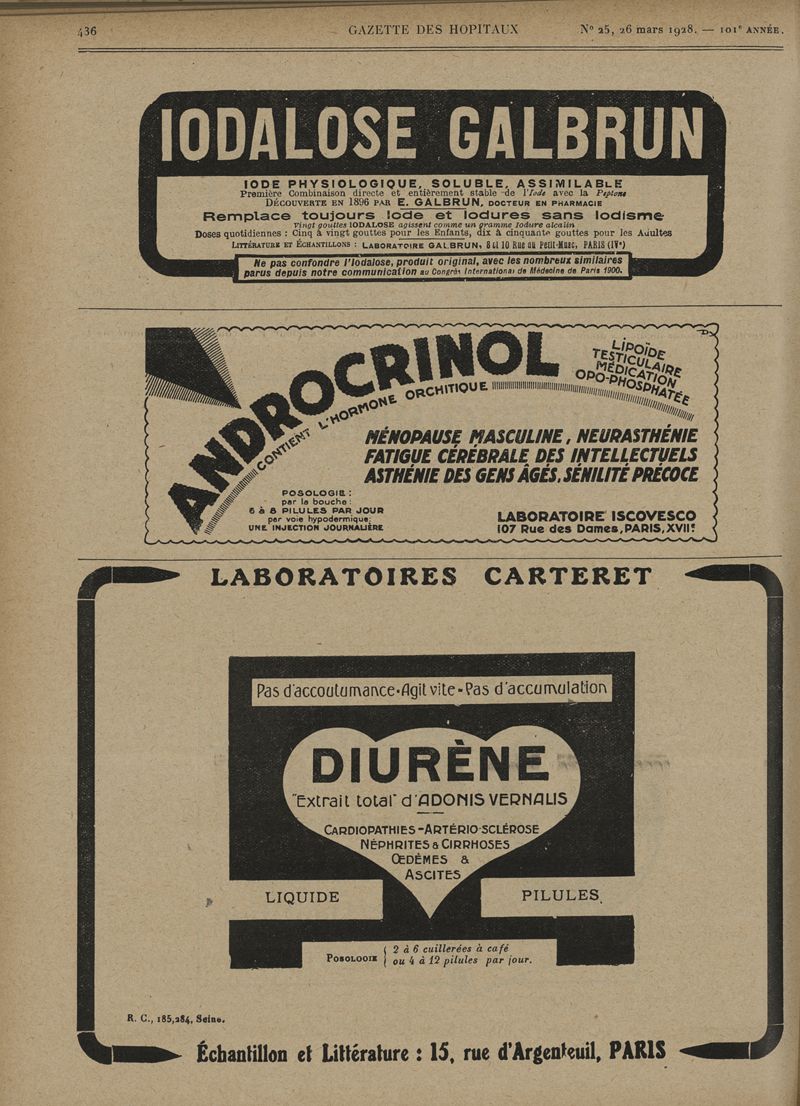 436
GAZETTE DES HOPITAUX
N° 25, 26 mars 1928. — 101e ANNÉE.
IODALOSE GALBRUN
IODE PHYSIOLOGIQUE, SOLUBLE, ASSIMILABLE
Première Combinaison directe et entièrement stable de l'Iode avec la Peptone
DÉCOUVERTE EN 1896 PAR E. GALBRUN, DOCTEUR EN PHARMACIE
Remplace toujours Iode et Iodures sans Iodisme
Vingt gouttes IODALOSE agissent comme un gramme Iodure alcalin
Doses quotidiennes : Cinq à vingt gouttes pour les Enfants, dix à cinquante gouttes pour les Adultes
LITTÉRATURE ET ÉCHANTILLONS : LABORATOIRE GALBRUN, 8 et 10 Rue du Petit-Musc, PARIS (IVe)
Ne pas confondre l'Iodalose, produit original, avec les nombreux similaires
parus depuis notre communication au Congrès International de Médecine de Paris 1900.
ANDROCRINOL
CONTIENT L'HORMONE ORCHITIQUE
LIPOÏDE
TESTICULAIRE
MÉDICATION
OPO-PHOSPHATÉE
MÉNOPAUSE MASCULINE, NEURASTHÉNIE
FATIGUE CÉRÉBRALE DES INTELLECTUELS
ASTHÉNIE DES GENS ÂGÉS, SÉNILITÉ PRÉCOCE
POSOLOGIE :
par la bouche :
6 à 8 PILULES PAR JOUR
par voie hypodermique:
UNE INJECTION JOURNALIÈRE
LABORATOIRE ISCOVESCO
107 Rue des Dames, PARIS, XVIIe
LABORATOIRES CARTERET
Pas d'accoutumance-Agit vite-Pas d'accumulation
DIURÈNE
"Extrait total" d'ADONIS VERNALIS
CARDIOPATHIES-ARTÉRIO-SCLÉROSE
NÉPHRITES & CIRRHOSES
ŒDÈMES &
ASCITES
LIQUIDE
PILULES
POSOLOGIE { 2 à 6 cuillerées à café
ou 4 à 12 pilules par jour.
R. C., 185,284, Seine.
Échantillon et Littérature : 15, rue d'Argenteuil, PARIS